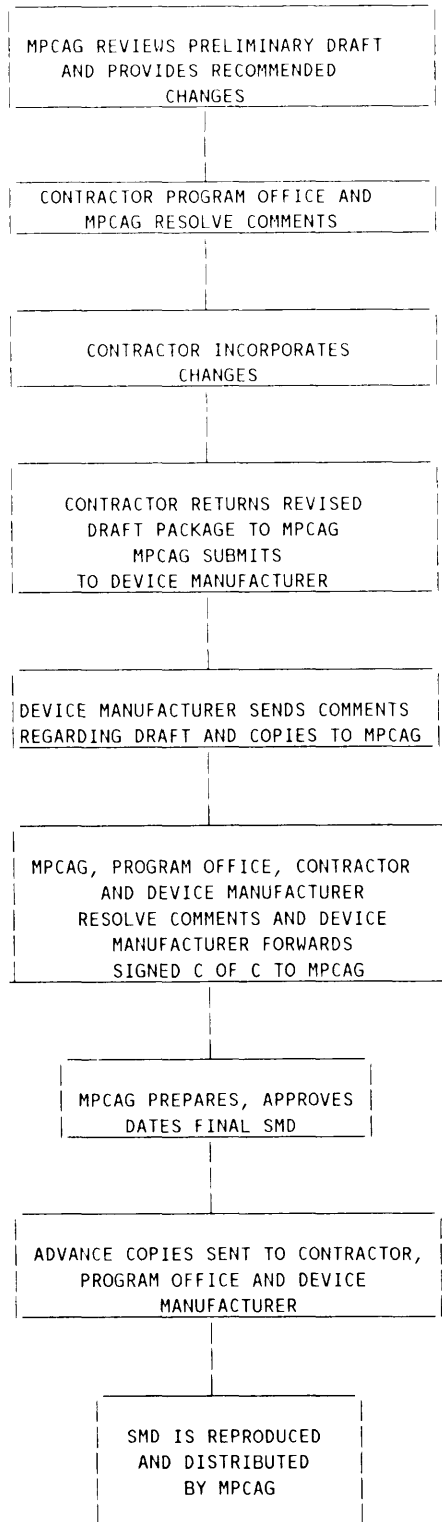 MPCAG REVIEWS PRELIMINARY DRAFT
AND PROVIDES RECOMMENDED
CHANGES
CONTRACTOR PROGRAM OFFICE AND
MPCAG RESOLVE COMMENTS
CONTRACTOR INCORPORATES
CHANGES
CONTRACTOR RETURNS REVISED
DRAFT PACKAGE TO MPCAG
MPCAG SUBMITS
TO DEVICE MANUFACTURER
DEVICE MANUFACTURER SENDS COMMENTS
REGARDING DRAFT AND COPIES TO MPCAG
MPCAG, PROGRAM OFFICE, CONTRACTOR
AND DEVICE MANUFACTURER
RESOLVE COMMENTS AND DEVICE
MANUFACTURER FORWARDS
SIGNED C OF C TO MPCAG
MPCAG PREPARES, APPROVES
DATES FINAL SMD
ADVANCE COPIES SENT TO CONTRACTOR,
PROGRAM OFFICE AND DEVICE
MANUFACTURER
SMD IS REPRODUCED
AND DISTRIBUTED
BY MPCAG